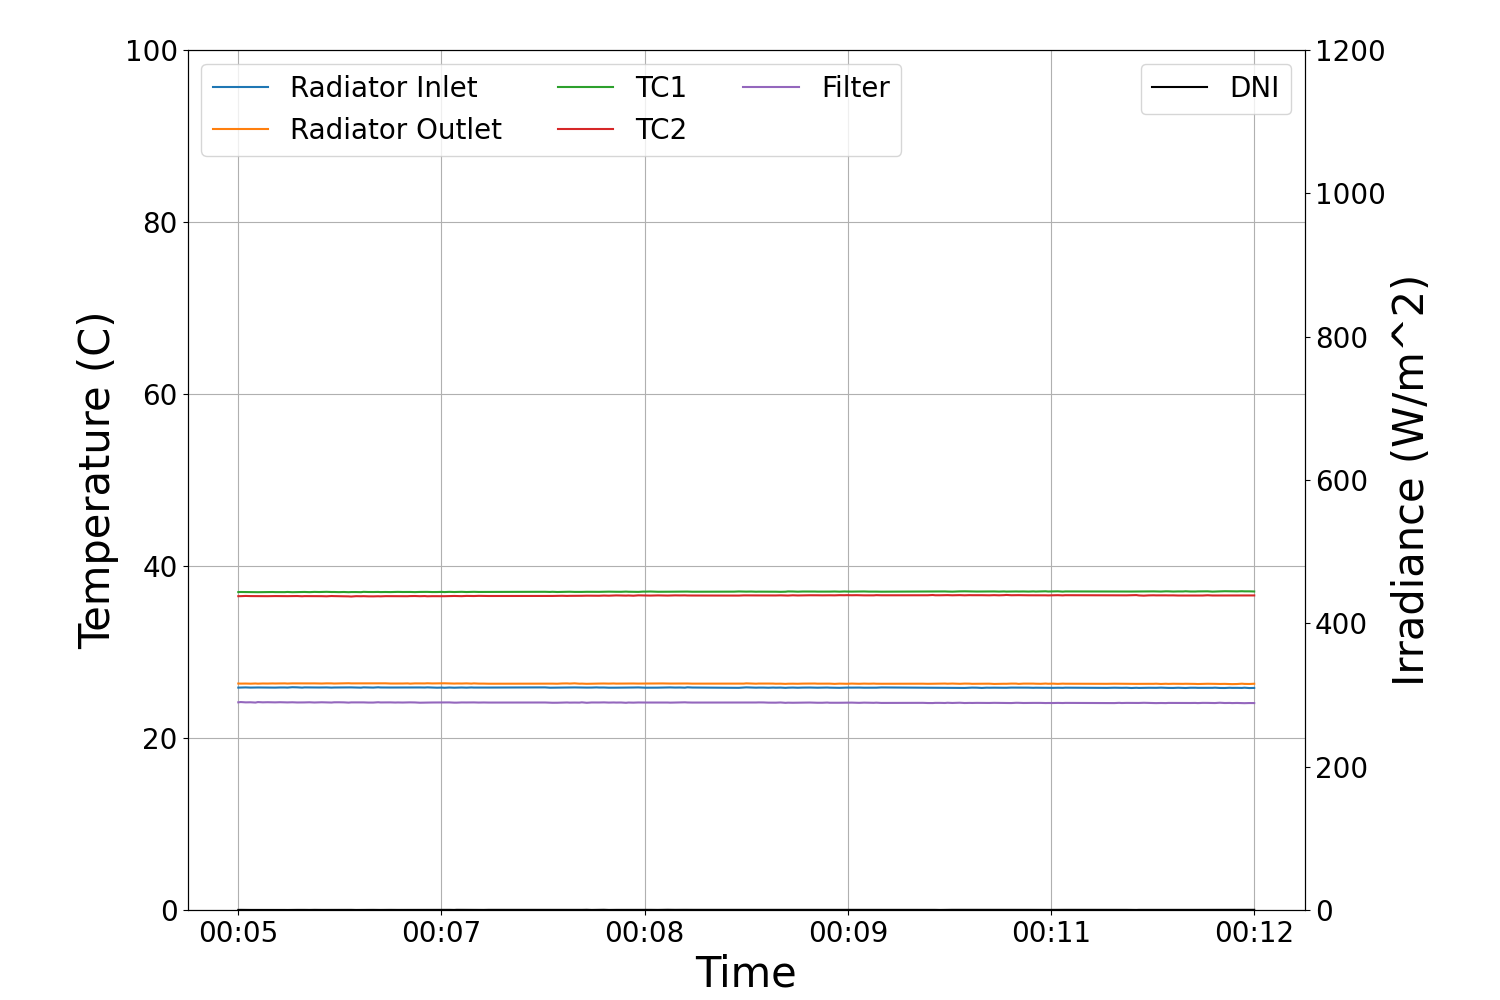 100
80
60
40
20
0
Temperature (C)
Radiator Inlet
Radiator Outlet
TC1
TC2
Filter
DNI
1200
1000
800
600
400
200
0
Irradiance (W/m^2)
00:05 00:07 00:08 00:09 00:11 00:12
Time